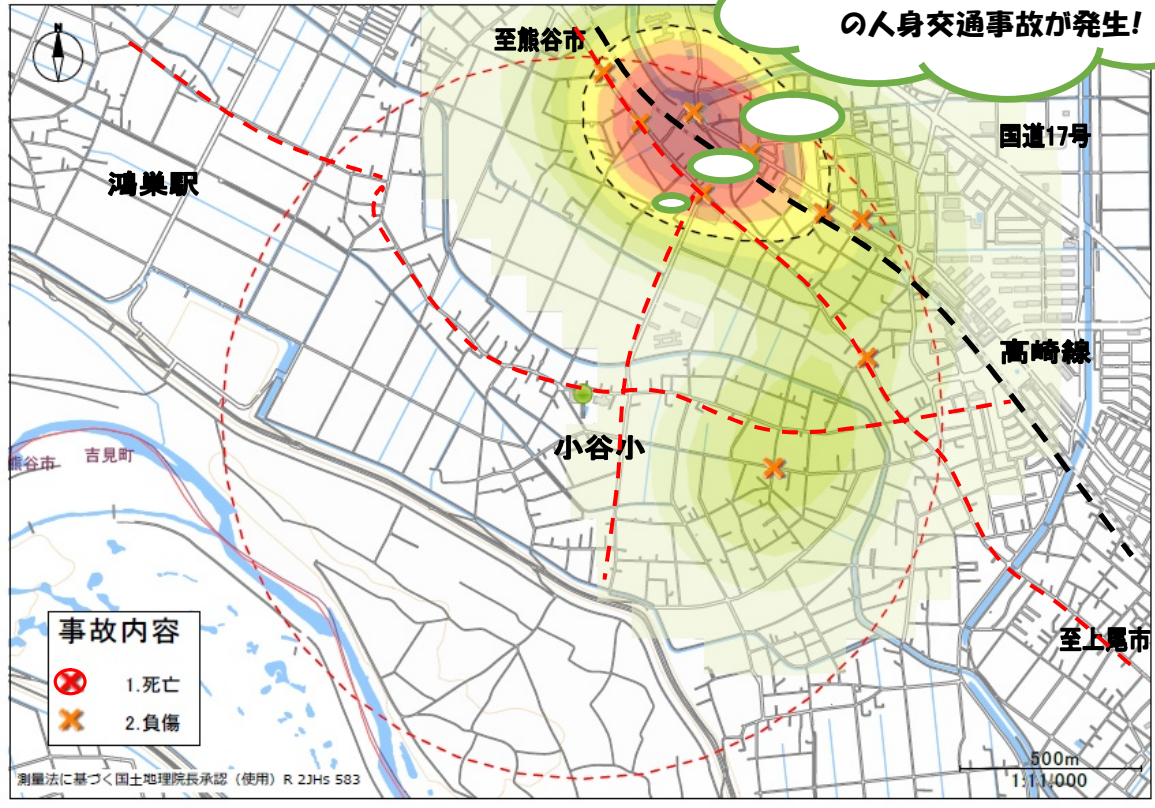 の人身交通事故が発生!
至熊谷市
N
国道17号
鴻巣駅
高崎線
小谷小
熊谷市
吉見町
事故内容
1.死亡
2.負傷
至上尾市
測量法に基づく国土地理院長承認（使用）R 2JHs 583
500m
1:11,000